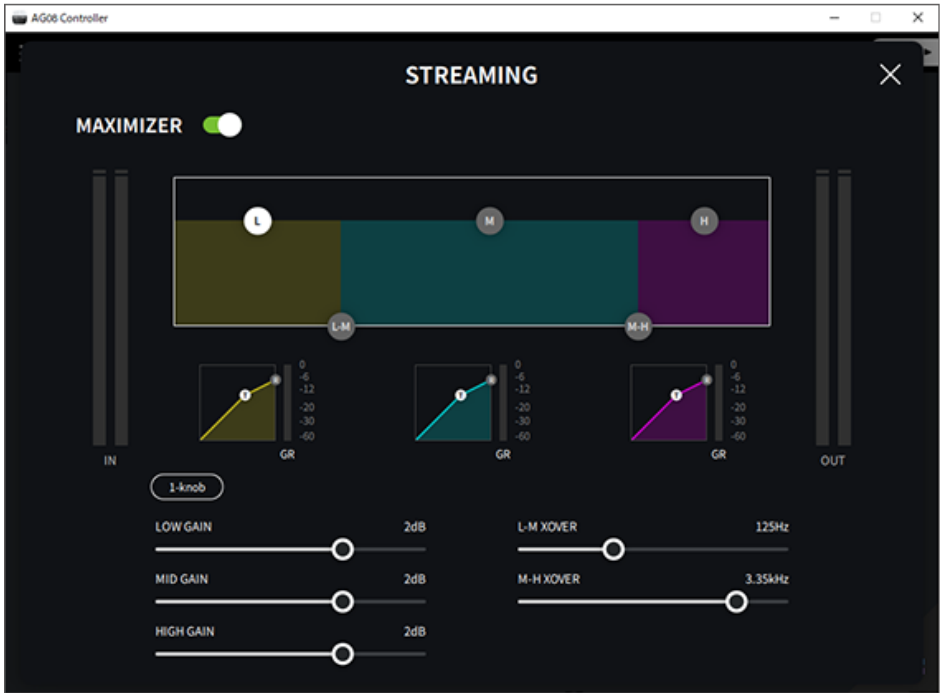 AG08 Controller
STREAMING
MAXIMIZER
L M H
L-M M-H
T R 0 -6 -12 -20 -30 -60 GR
T R 0 -6 -12 -20 -30 -60 GR
T R 0 -6 -12 -20 -30 -60 GR
IN OUT
1-knob
LOW GAIN 2dB
L-M XOVER 125Hz
MID GAIN 2dB
M-H XOVER 3.35kHz
HIGH GAIN 2dB